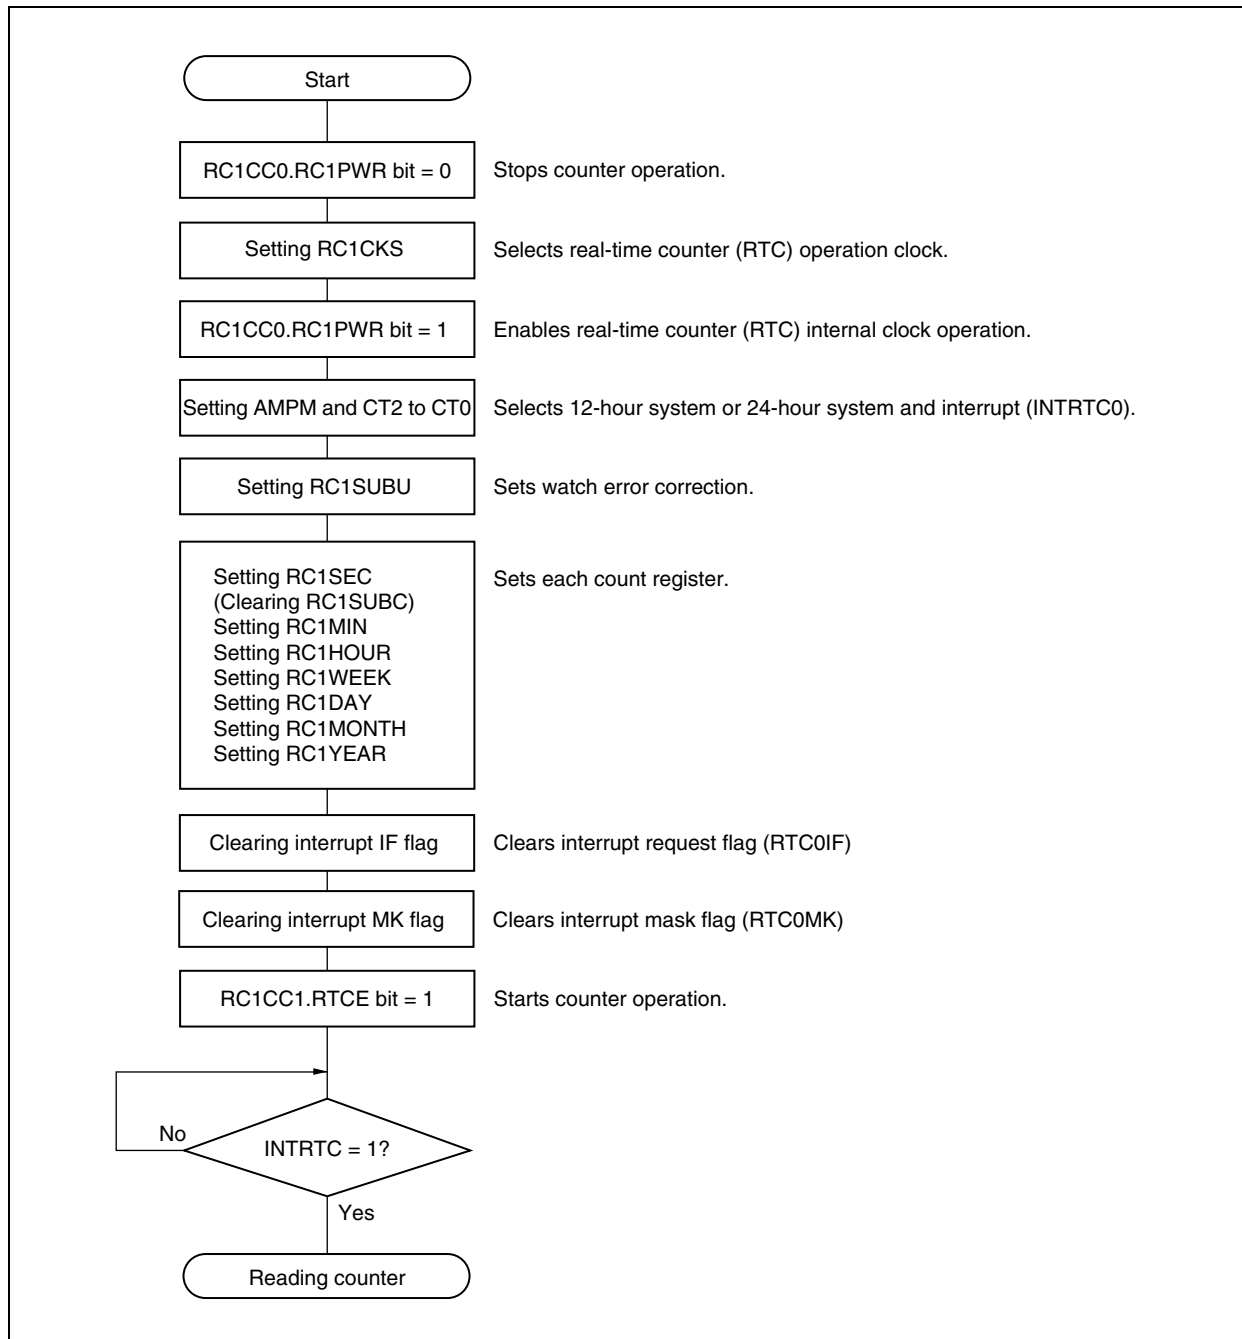 Start
RC1CC0.RC1PWR bit = 0
Stops counter operation.
Setting RC1CKS
Selects real-time counter (RTC) operation clock.
RC1CC0.RC1PWR bit = 1
Enables real-time counter (RTC) internal clock operation.
Setting AMPM and CT2 to CT0
Selects 12-hour system or 24-hour system and interrupt (INTRTC0).
Setting RC1SUBU
Sets watch error correction.
Setting RC1SEC
(Clearing RC1SUBC)
Setting RC1MIN
Setting RC1HOUR
Setting RC1WEEK
Setting RC1DAY
Setting RC1MONTH
Setting RC1YEAR
Sets each count register.
Clearing interrupt IF flag
Clears interrupt request flag (RTC0IF)
Clearing interrupt MK flag
Clears interrupt mask flag (RTC0MK)
RC1CC1.RTCE bit = 1
Starts counter operation.
No
INTRTC = 1?
Yes
Reading counter